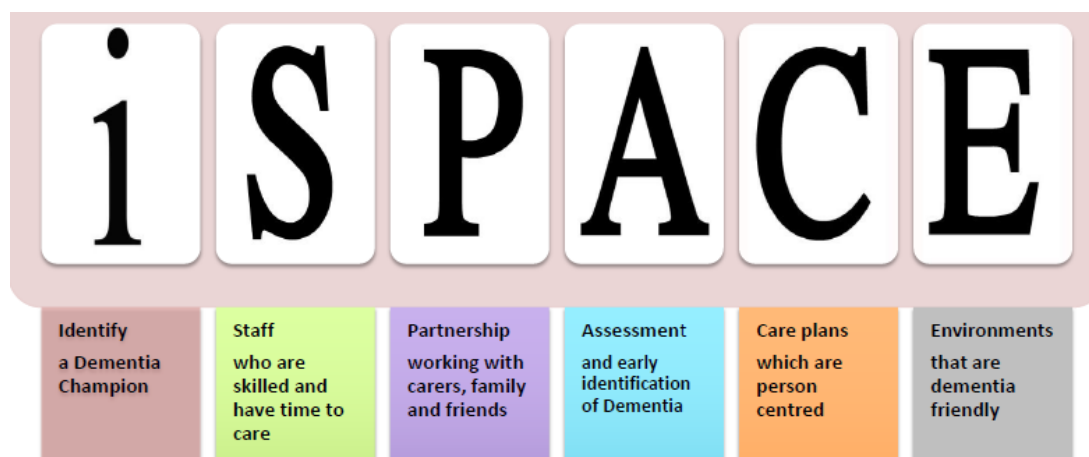 i S P A C E
Identify
a Dementia
Champion
Staff
who are
skilled and
have time to
care
Partnership
working with
carers, family
and friends
Assessment
and early
identification
of Dementia
Care plans
which are
person
centred
Environments
that are
dementia
friendly